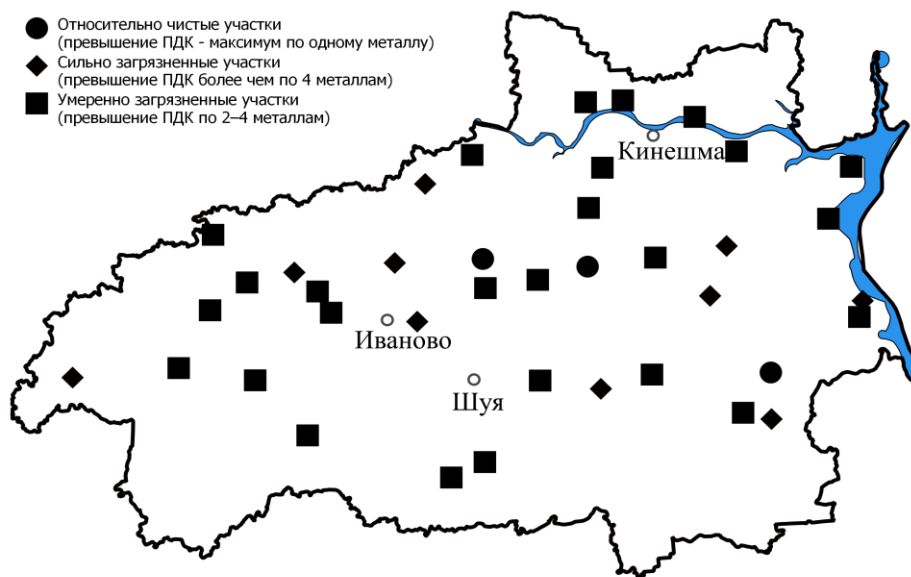 Относительно чистые участки
(превышение ПДК - максимум по одному металлу)
Сильно загрязненные участки
(превышение ПДК более чем по 4 металлам)
Умеренно загрязненные участки
(превышение ПДК по 2–4 металлам)
Кинешма
Иваново
Шуя